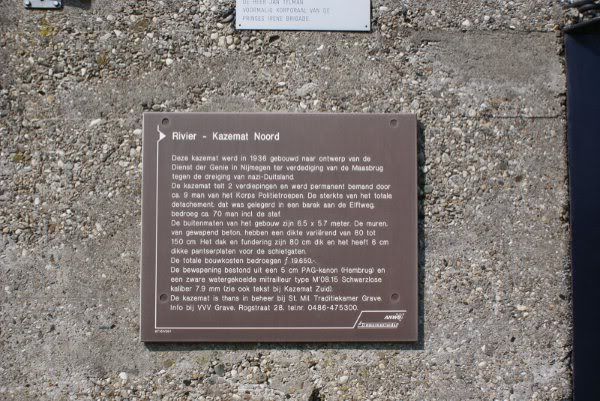 DE HEER JAN TYLMAN
VOORMALIG KORPORAAL VAN DE
PRINSES IRENE BRIGADE.
Rivier - Kazemat Noord
Deze kazemat werd in 1936 gebouwd naar ontwerp van de
Dienst der Genie in Nijmegen ter verdediging van de Maasbrug
tegen de dreiging van nazi-Duitsland.
De kazemat telt 2 verdiepingen en werd permanent bemand door
ca. 9 man van het Korps Politietroepen. De sterkte van het totale
detachement, dat was gelegerd in een barak aan de Elftweg,
bedroeg ca. 70 man incl de staf.
De buitenmaten van het gebouw zijn 6.5 x 5.7 meter. De muren,
van gewapend beton, hebben een dikte variërend van 80 tot
150 cm. Het dak en fundering zijn 80 cm dik en het heeft 6 cm
dikke pantserplaten voor de schietgaten.
De totale bouwkosten bedroegen ƒ 19.650,-.
De bewapening bestond uit een 5 cm PAG-kanon (Hambrug) en
een zware watergekoelde mitrailleur type M'08.15 Schwarzlose
kaliber 7.9 mm (zie ook tekst bij Kazemat Zuid).
De kazemat is thans in beheer bij St. Mil. Traditiekamer Grave.
Info bij VVV Grave, Rogstraat 28, tel.nr. 0486-475300.
ANWB